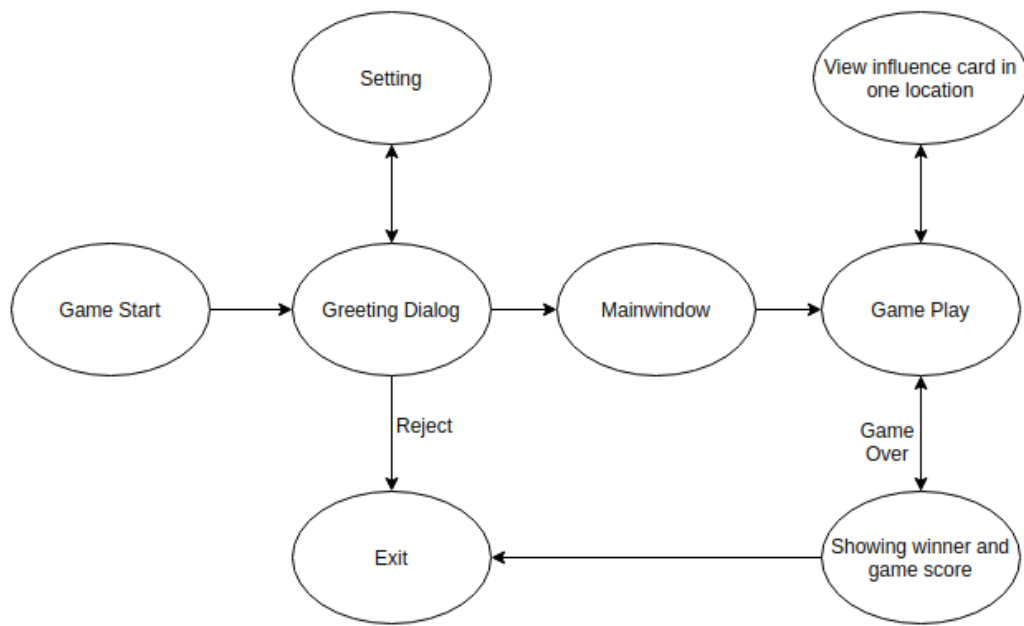 Setting
View influence card in
one location
Game Start
Greeting Dialog
Mainwindow
Game Play
Reject
Game
Over
Exit
Showing winner and
game score